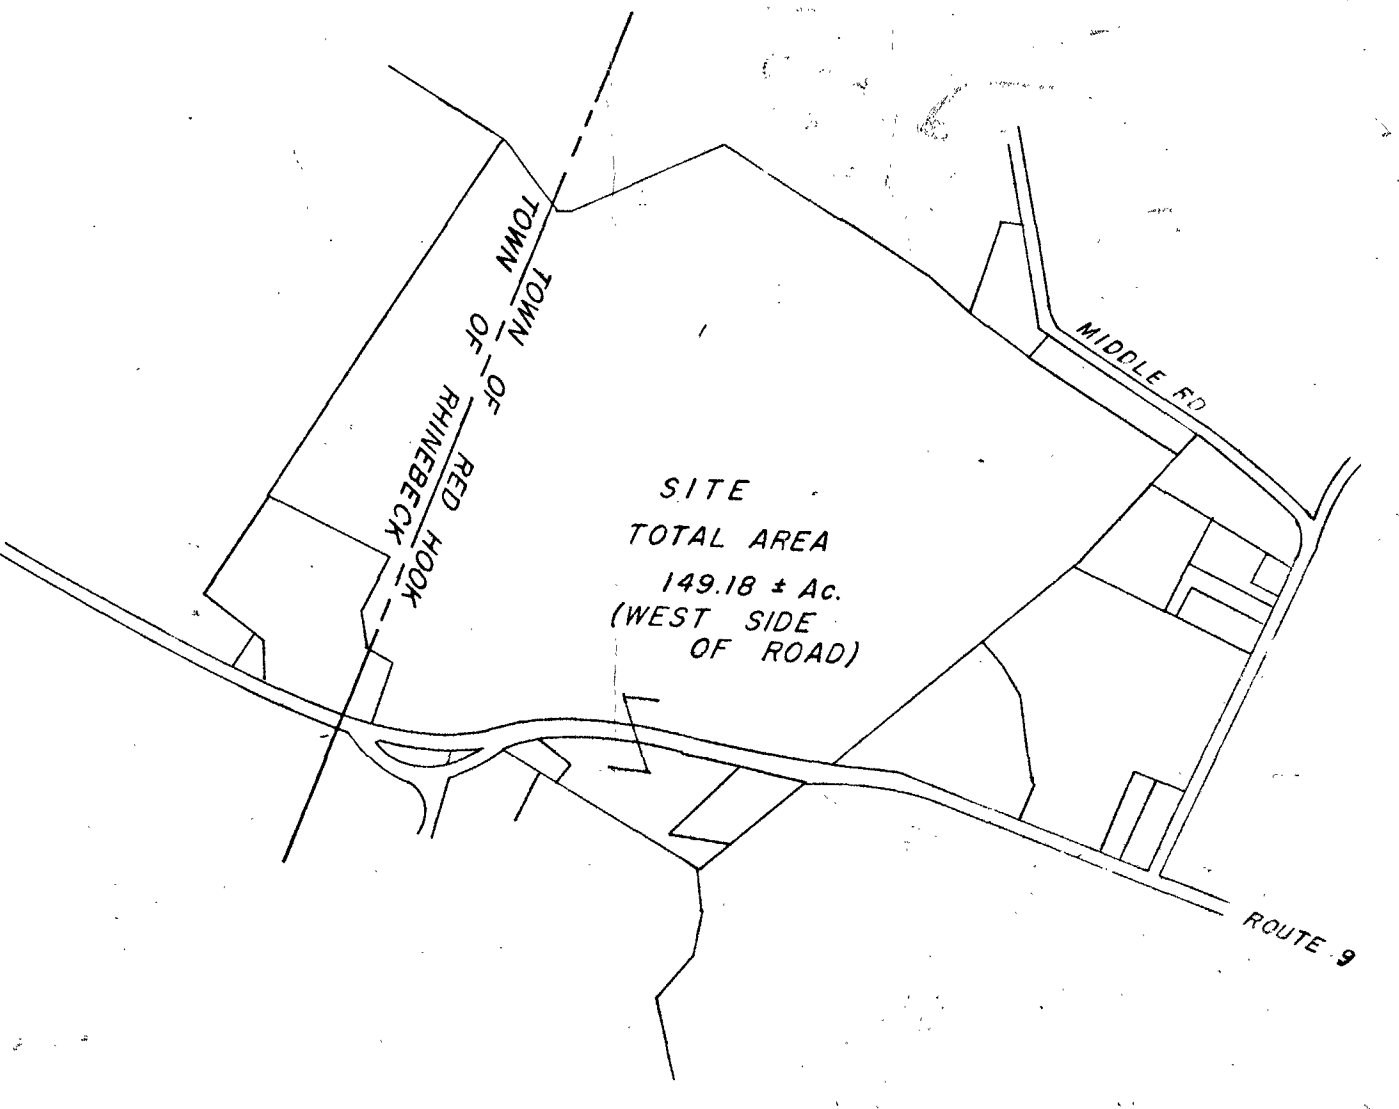 TOWN OF RHINEBECK
TOWN OF RED HOOK
MIDDLE RD
SITE
TOTAL AREA
149.18 ± Ac.
(WEST SIDE
OF ROAD)
ROUTE 9